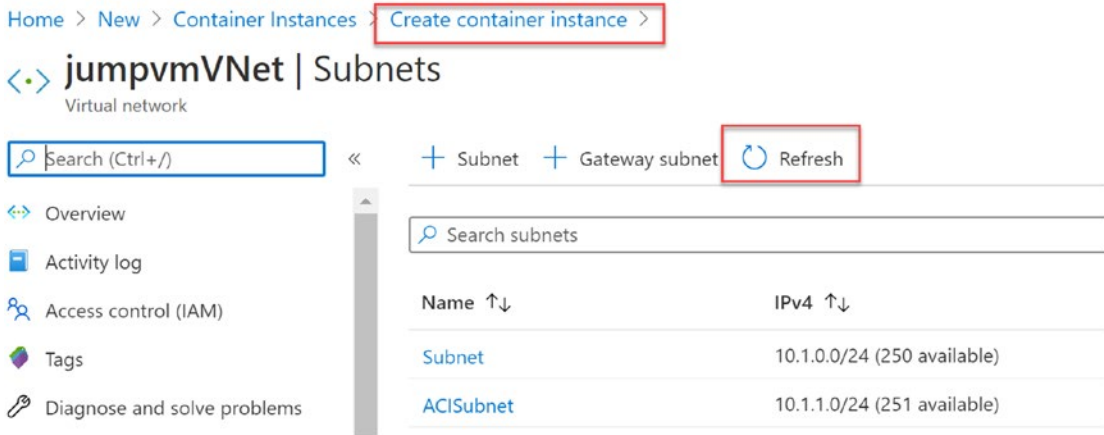 Home > New > Container Instances > Create container instance >
jumpvmVNet | Subnets
Virtual network
Search (Ctrl+/)
«
+ Subnet + Gateway subnet Refresh
Overview
Search subnets
Activity log
Access control (IAM)
Name ↑↓ IPv4 ↑↓
Tags
Subnet 10.1.0.0/24 (250 available)
Diagnose and solve problems
ACISubnet 10.1.1.0/24 (251 available)